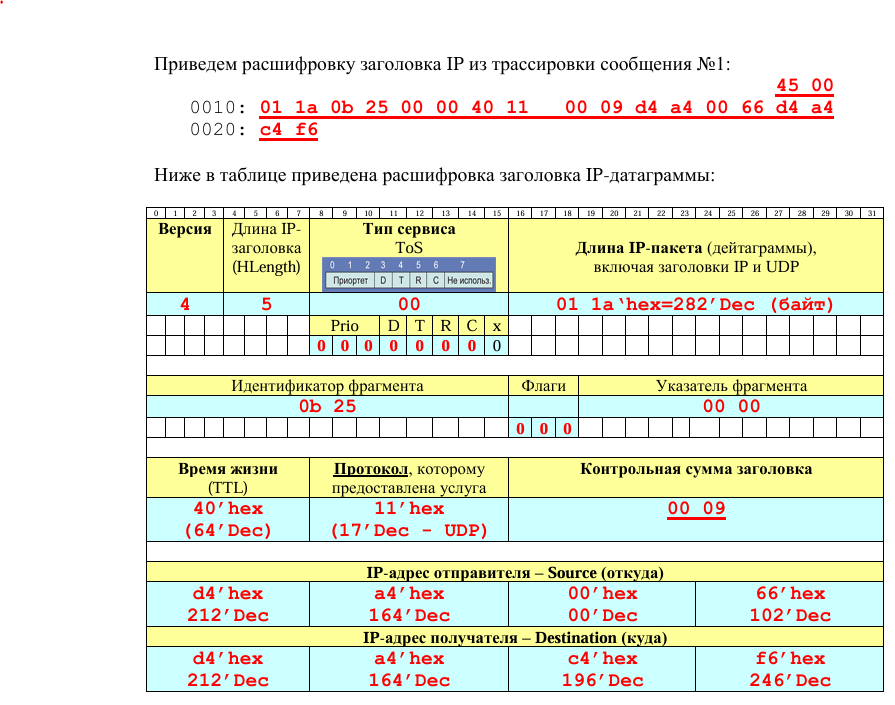 Приведем расшифровку заголовка IP из трассировки сообщения №1:
45 00
0010: 01 1a 0b 25 00 00 40 11 00 09 d4 a4 00 66 d4 a4
0020: c4 f6
Ниже в таблице приведена расшифровка заголовка IP-датаграммы:
0 1 2 3 4 5 6 7 8 9 10 11 12 13 14 15 16 17 18 19 20 21 22 23 24 25 26 27 28 29 30 31
Версия
Длина IP-
заголовка
(HLength)
Тип сервиса
ToS
0 1 2 3 4 5 6 7
Приортет D T R C Не использ.
Длина IP-пакета (дейтаграммы),
включая заголовки IP и UDP
4 5 00 01 1a‘hex=282’Dec (байт)
Prio D T R C x
0 0 0 0 0 0 0 0
Идентификатор фрагмента Флаги Указатель фрагмента
0b 25 00 00
0 0 0
Время жизни
(TTL)
Протокол, которому
предоставлена услуга
Контрольная сумма заголовка
40’hex
(64’Dec)
11’hex
(17’Dec – UDP)
00 09
IP-адрес отправителя – Source (откуда)
d4’hex a4’hex 00’hex 66’hex
212’Dec 164’Dec 00’Dec 102’Dec
IP-адрес получателя – Destination (куда)
d4’hex a4’hex c4’hex f6’hex
212’Dec 164’Dec 196’Dec 246’Dec